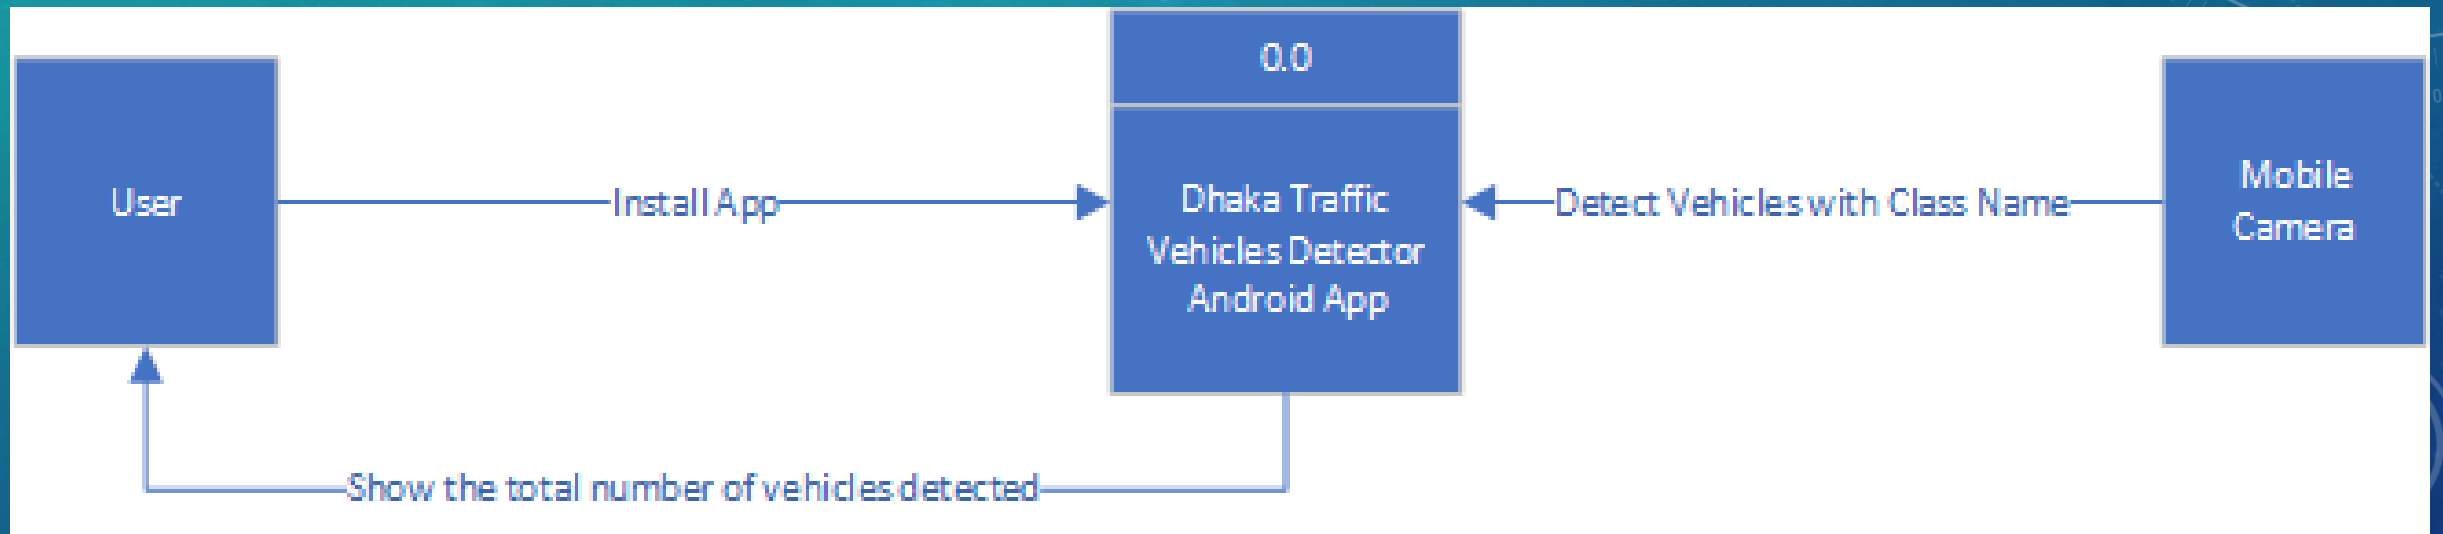 0.0
User
Install App
Dhaka Traffic
Vehicles Detector
Android App
Detect Vehicles with Class Name
Mobile
Camera
Show the total number of vehicles detected